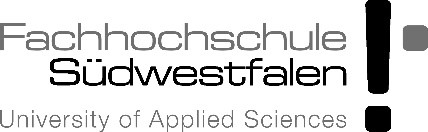 Fachhochschule
Südwestfalen
University of Applied Sciences